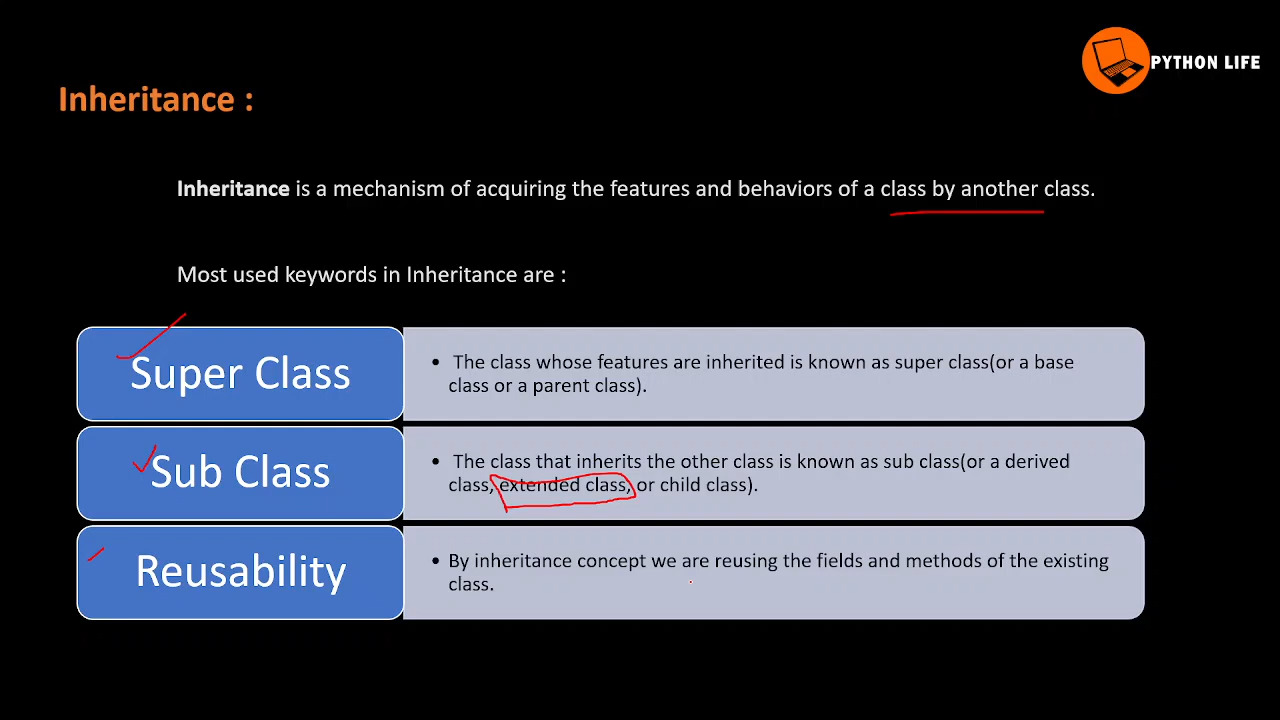 PYTHON LIFE
Inheritance :
Inheritance is a mechanism of acquiring the features and behaviors of a class by another class.
Most used keywords in Inheritance are :
Super Class
• The class whose features are inherited is known as super class(or a base
class or a parent class).
Sub Class
• The class that inherits the other class is known as sub class(or a derived
class, extended class, or child class).
Reusability
• By inheritance concept we are reusing the fields and methods of the existing
class.